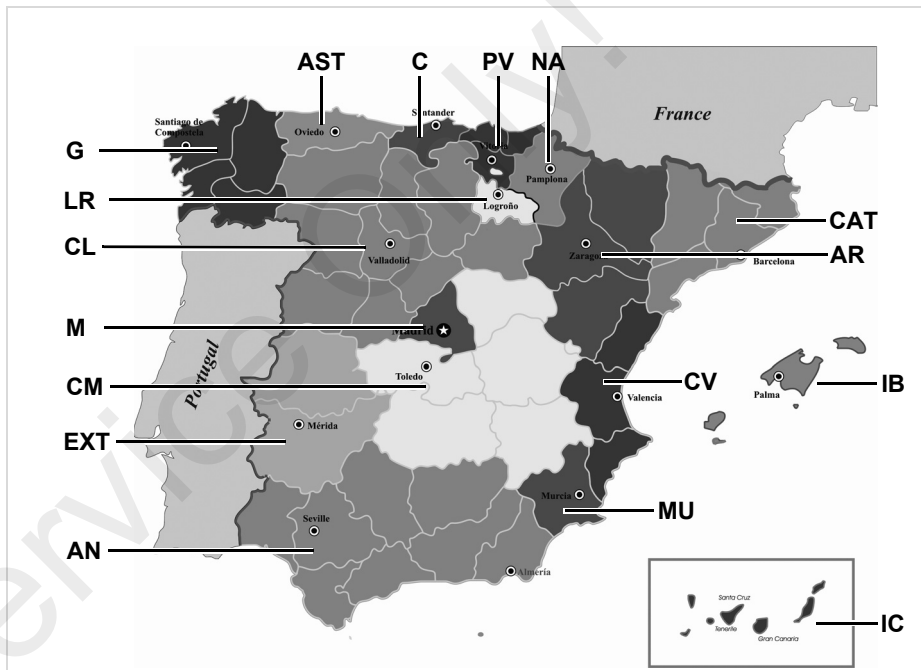 AST
C
PV
NA
Santander
Santiago de
Compostela
Oviedo
France
G
Pamplona
LR
Logroño
CAT
CL
Valladolid
Barcelona
AR
M
Madrid
Portugal
CM
Toledo
CV
Palma
IB
Valencia
EXT
Mérida
Murcia
MU
Seville
AN
Almería
Santa Cruz
Tenerife
Gran Canaria
IC